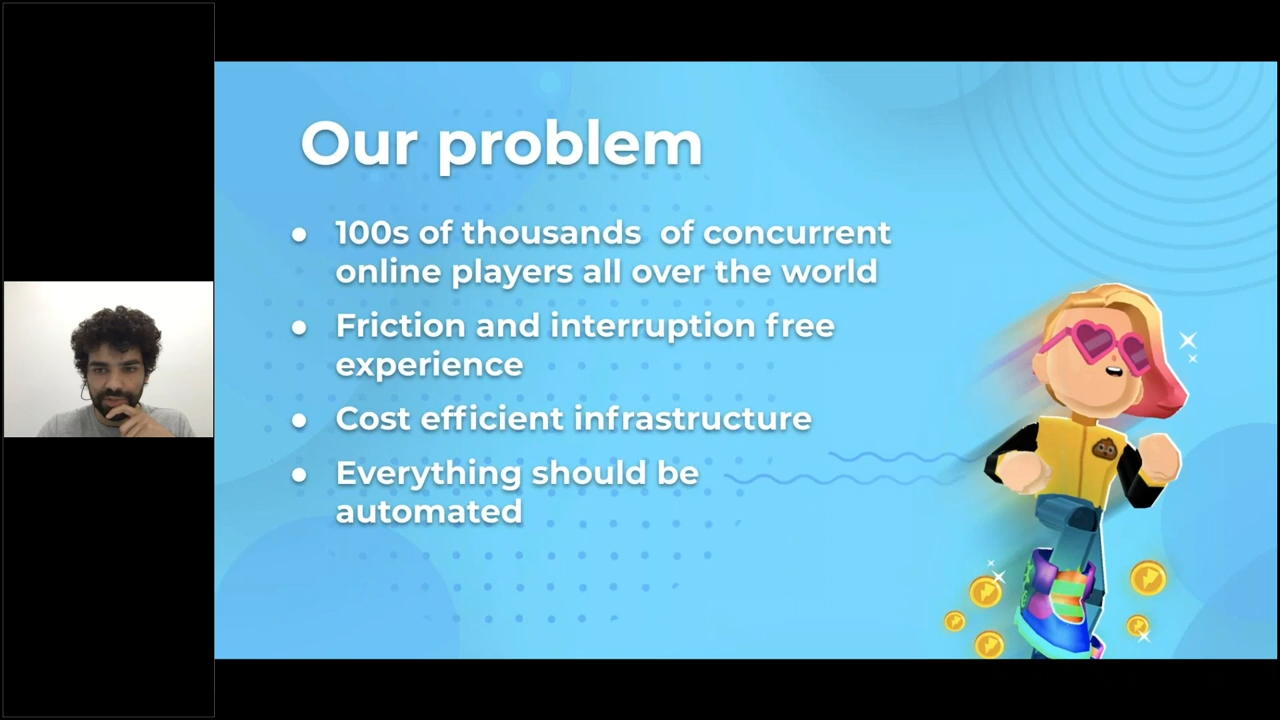 Our problem
● 100s of thousands of concurrent
online players all over the world
● Friction and interruption free
experience
● Cost efficient infrastructure
● Everything should be
automated